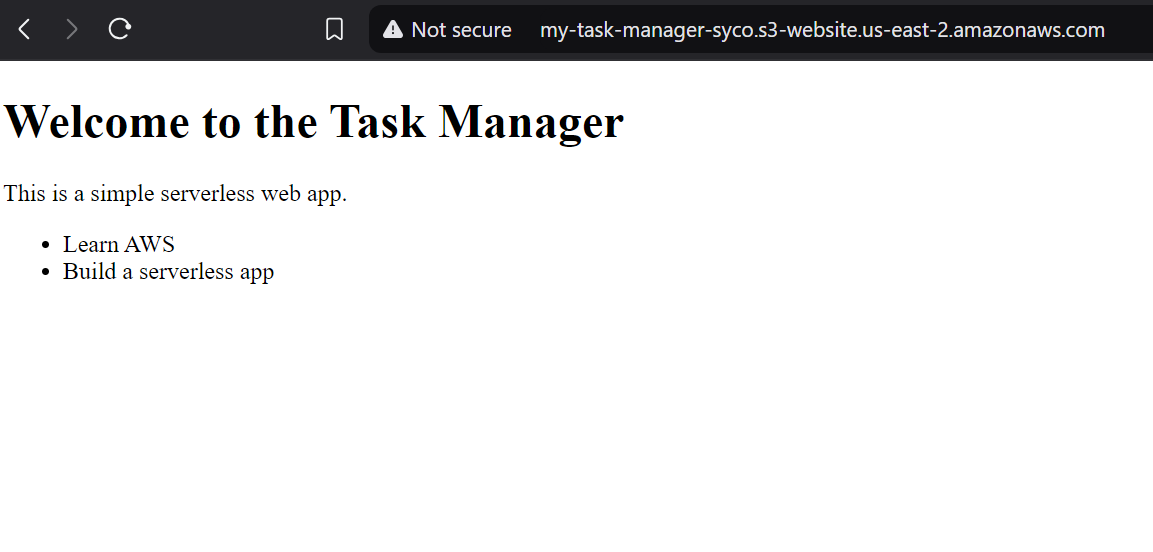 Not secure my-task-manager-syco.s3-website.us-east-2.amazonaws.com
Welcome to the Task Manager
This is a simple serverless web app.
Learn AWS
Build a serverless app